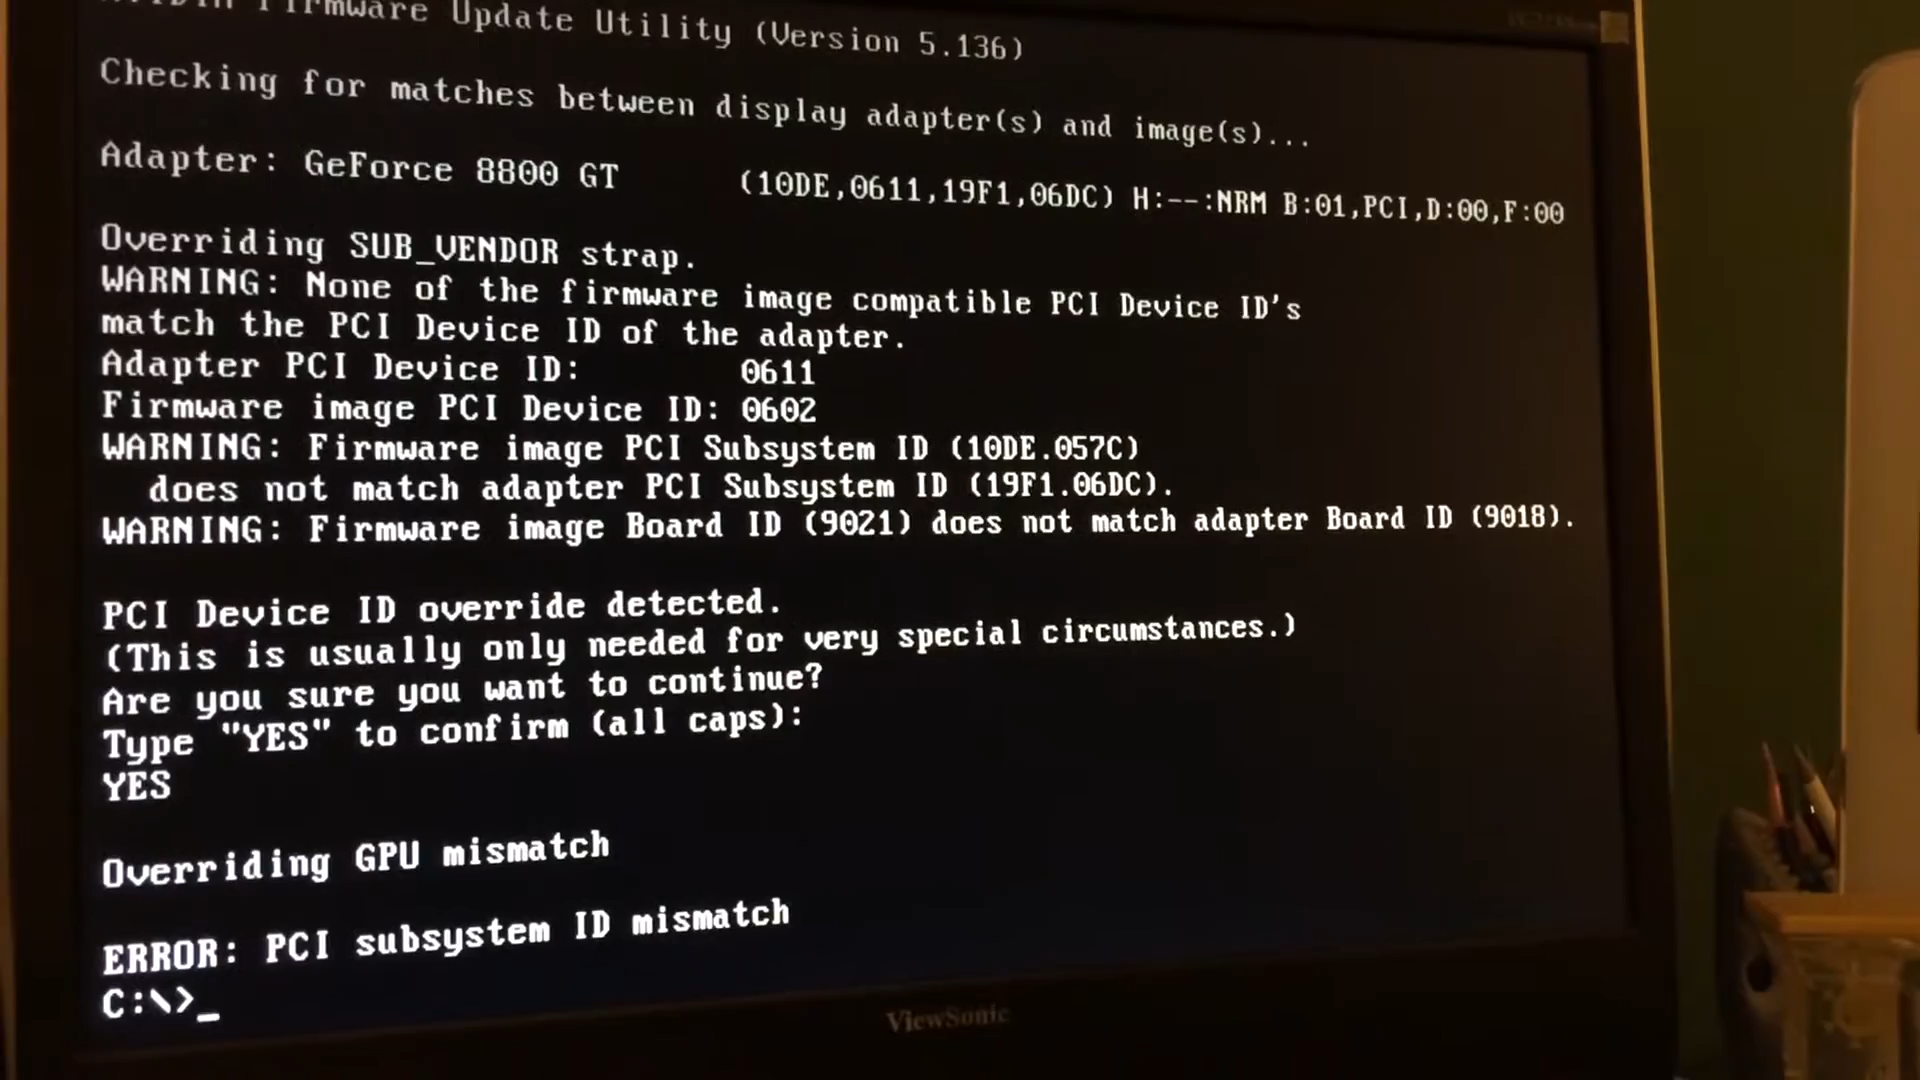 Firmware Update Utility (Version 5.136)
Checking for matches between display adapter(s) and image(s)...
Adapter: GeForce 8800 GT (10DE,0611,19F1,06DC) H:--:NRM B:01,PCI,D:00,F:00
Overriding SUB_VENDOR strap.
WARNING: None of the firmware image compatible PCI Device ID's
match the PCI Device ID of the adapter.
Adapter PCI Device ID: 0611
Firmware image PCI Device ID: 0602
WARNING: Firmware image PCI Subsystem ID (10DE.057C)
does not match adapter PCI Subsystem ID (19F1.06DC).
WARNING: Firmware image Board ID (9021) does not match adapter Board ID (9018).
PCI Device ID override detected.
(This is usually only needed for very special circumstances.)
Are you sure you want to continue?
Type "YES" to confirm (all caps):
YES
Overriding GPU mismatch
ERROR: PCI subsystem ID mismatch
C:\>_
ViewSonic